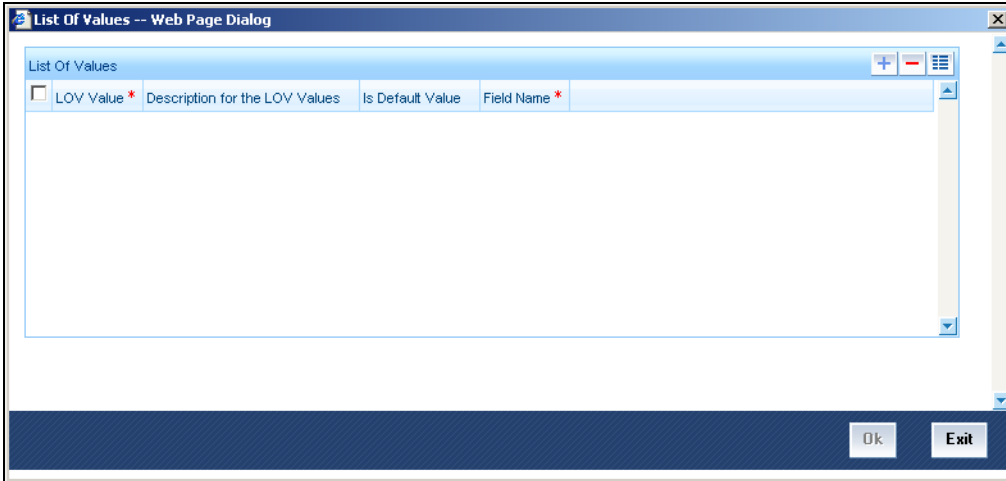 List Of Values -- Web Page Dialog
List Of Values
LOV Value * Description for the LOV Values Is Default Value Field Name *
Ok Exit